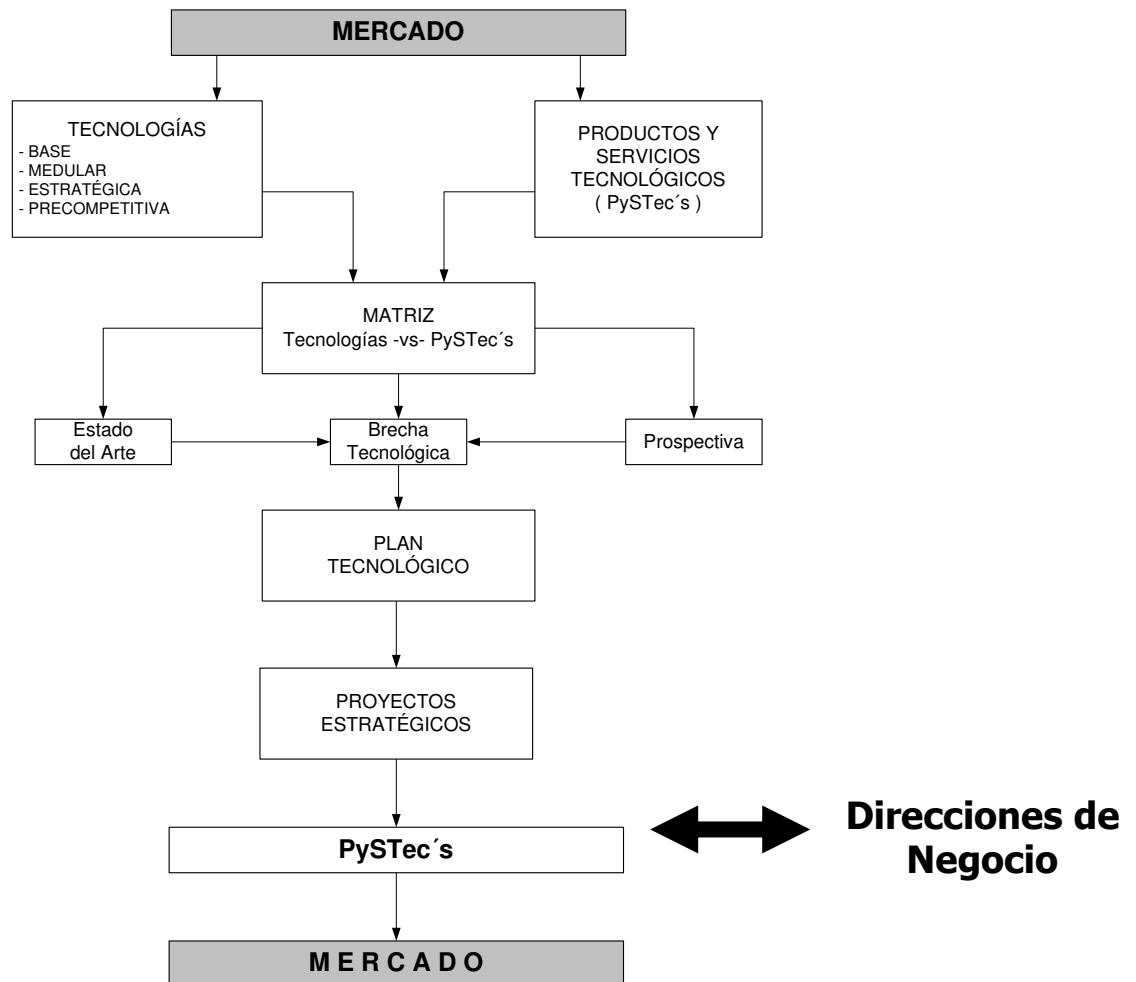 MERCADO
TECNOLOGÍAS
- BASE
- MEDULAR
- ESTRATÉGICA
- PRECOMPETITIVA
PRODUCTOS Y
SERVICIOS
TECNOLÓGICOS
( PySTec´s )
MATRIZ
Tecnologías -vs- PySTec´s
Estado
del Arte
Brecha
Tecnológica
Prospectiva
PLAN
TECNOLÓGICO
PROYECTOS
ESTRATÉGICOS
PySTec´s
Direcciones de
Negocio
M E R C A D O